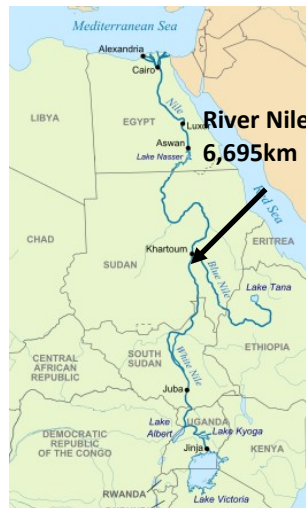 Mediterranean Sea
Alexandria
Cairo
LIBYA
EGYPT
Nile
Luxor
River Nile
6,695km
Aswan
Lake Nasser
Red Sea
CHAD
SUDAN
Khartoum
ERITREA
Blue Nile
Lake Tana
ETHIOPIA
CENTRAL
AFRICAN
REPUBLIC
SOUTH
SUDAN
White Nile
Juba
Lake
Albert
UGANDA
Lake Kyoga
DEMOCRATIC
REPUBLIC
OF THE CONGO
Jinja
KENYA
RWANDA
Lake Victoria